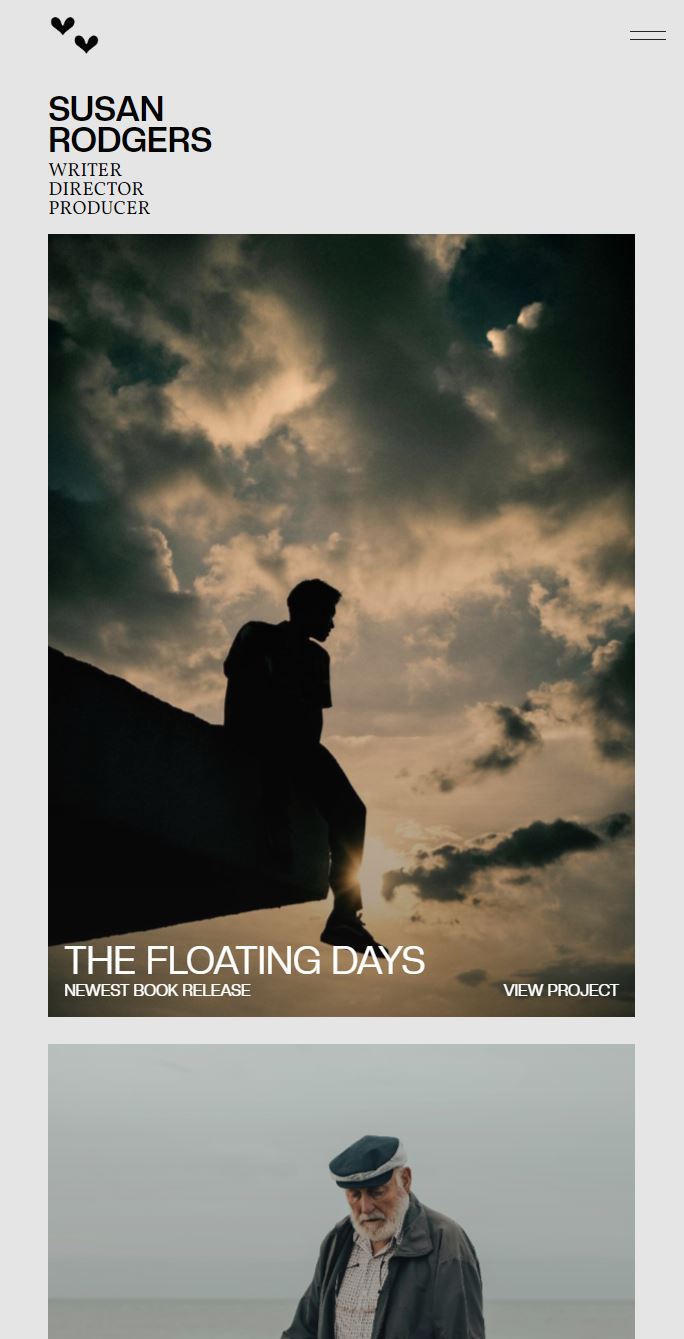 SUSAN
RODGERS
WRITER
DIRECTOR
PRODUCER
THE FLOATING DAYS
NEWEST BOOK RELEASE
VIEW PROJECT